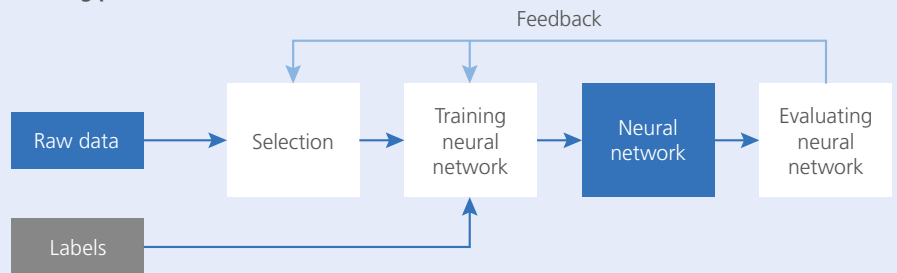 Feedback
Raw data
Selection
Training
neural
network
Neural
network
Evaluating
neural
network
Labels